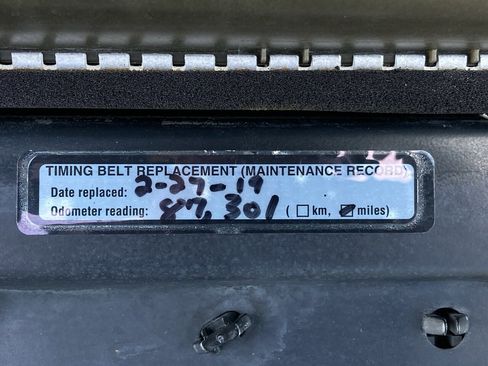 TIMING BELT REPLACEMENT (MAINTENANCE RECORD)
Date replaced: 2-27-19
Odometer reading: 87,301 ( km, miles)